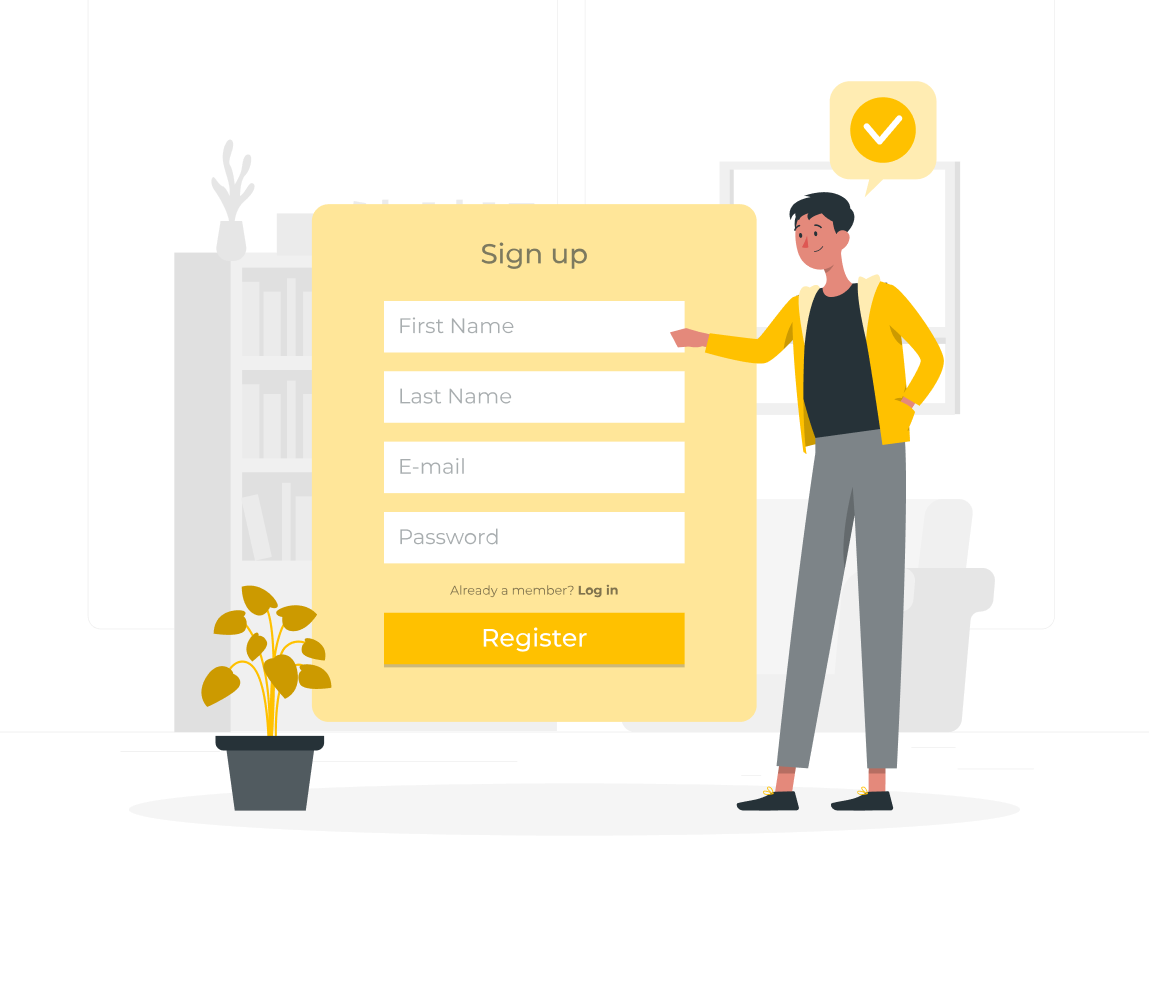 Sign up
First Name
Last Name
E-mail
Password
Already a member? Log in
Register